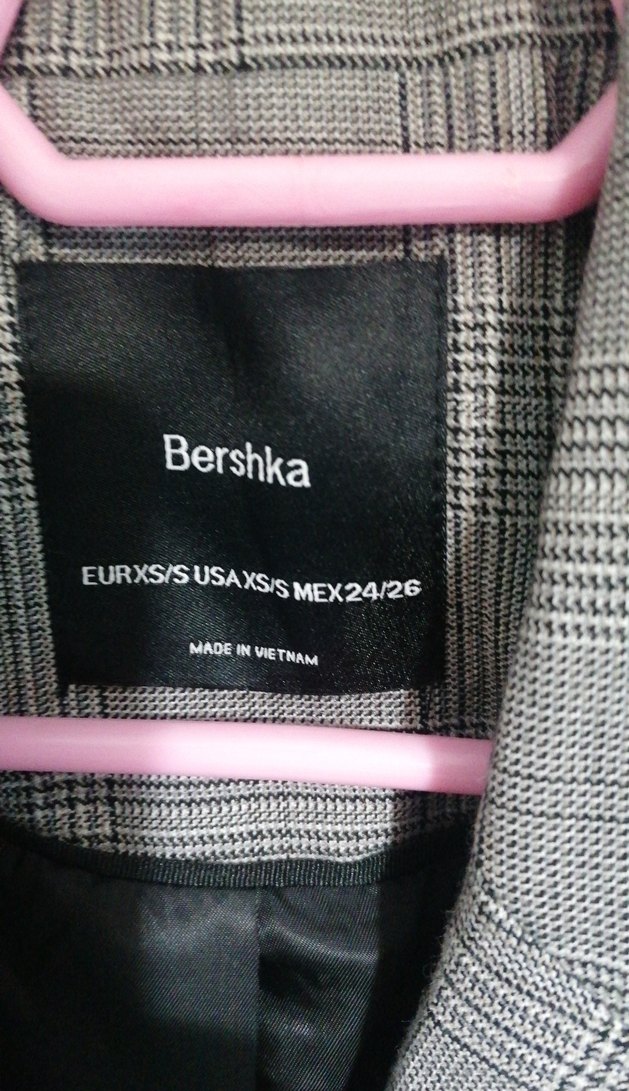 Bershka
EURXS/S USAXS/S MEX24/26
MADE IN VIETNAM